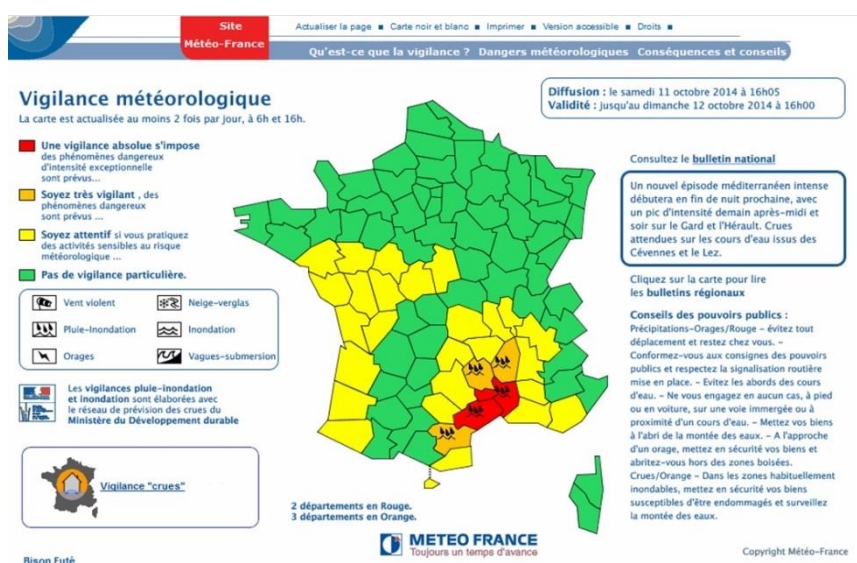 Site
Météo-France
Actualiser la page ■ Carte noir et blanc ■ Imprimer ■ Version accessible ■ Droits ■
Qu'est-ce que la vigilance ? Dangers météorologiques Conséquences et conseils
Vigilance météorologique
La carte est actualisée au moins 2 fois par jour, à 6h et 16h.
Diffusion : le samedi 11 octobre 2014 à 16h05
Validité : jusqu'au dimanche 12 octobre 2014 à 16h00
Une vigilance absolue s'impose
des phénomènes dangereux
d'intensité exceptionnelle
sont prévus...
Soyez très vigilant , des
phénomènes dangereux
sont prévus ...
Soyez attentif si vous pratiquez
des activités sensibles au risque
météorologique ...
Pas de vigilance particulière.
Vent violent
Neige-verglas
Pluie-Inondation
Inondation
Orages
Vagues-submersion
Les vigilances pluie-inondation
et inondation sont élaborées avec
le réseau de prévision des crues du
Ministère du Développement durable
Vigilance "crues"
Bison Futé
2 départements en Rouge.
3 départements en Orange.
METEO FRANCE
Toujours un temps d'avance
Consultez le bulletin national
Un nouvel épisode méditerranéen intense
débutera en fin de nuit prochaine, avec
un pic d'intensité demain après-midi et
soir sur le Gard et l'Hérault. Crues
attendues sur les cours d'eau issus des
Cévennes et le Lez.
Cliquez sur la carte pour lire
les bulletins régionaux
Conseils des pouvoirs publics :
Précipitations-Orages/Rouge – évitez tout
déplacement et restez chez vous. –
Conformez-vous aux consignes des pouvoirs
publics et respectez la signalisation routière
mise en place. – Evitez les abords des cours
d'eau. – Ne vous engagez en aucun cas, à pied
ou en voiture, sur une voie immergée ou à
proximité d'un cours d'eau. – Mettez vos biens
à l'abri de la montée des eaux. – A l'approche
d'un orage, mettez en sécurité vos biens et
abritez-vous hors des zones boisées.
Crues/Orange – Dans les zones habituellement
inondables, mettez en sécurité vos biens
susceptibles d'être endommagés et surveillez
la montée des eaux.
Copyright Météo-France